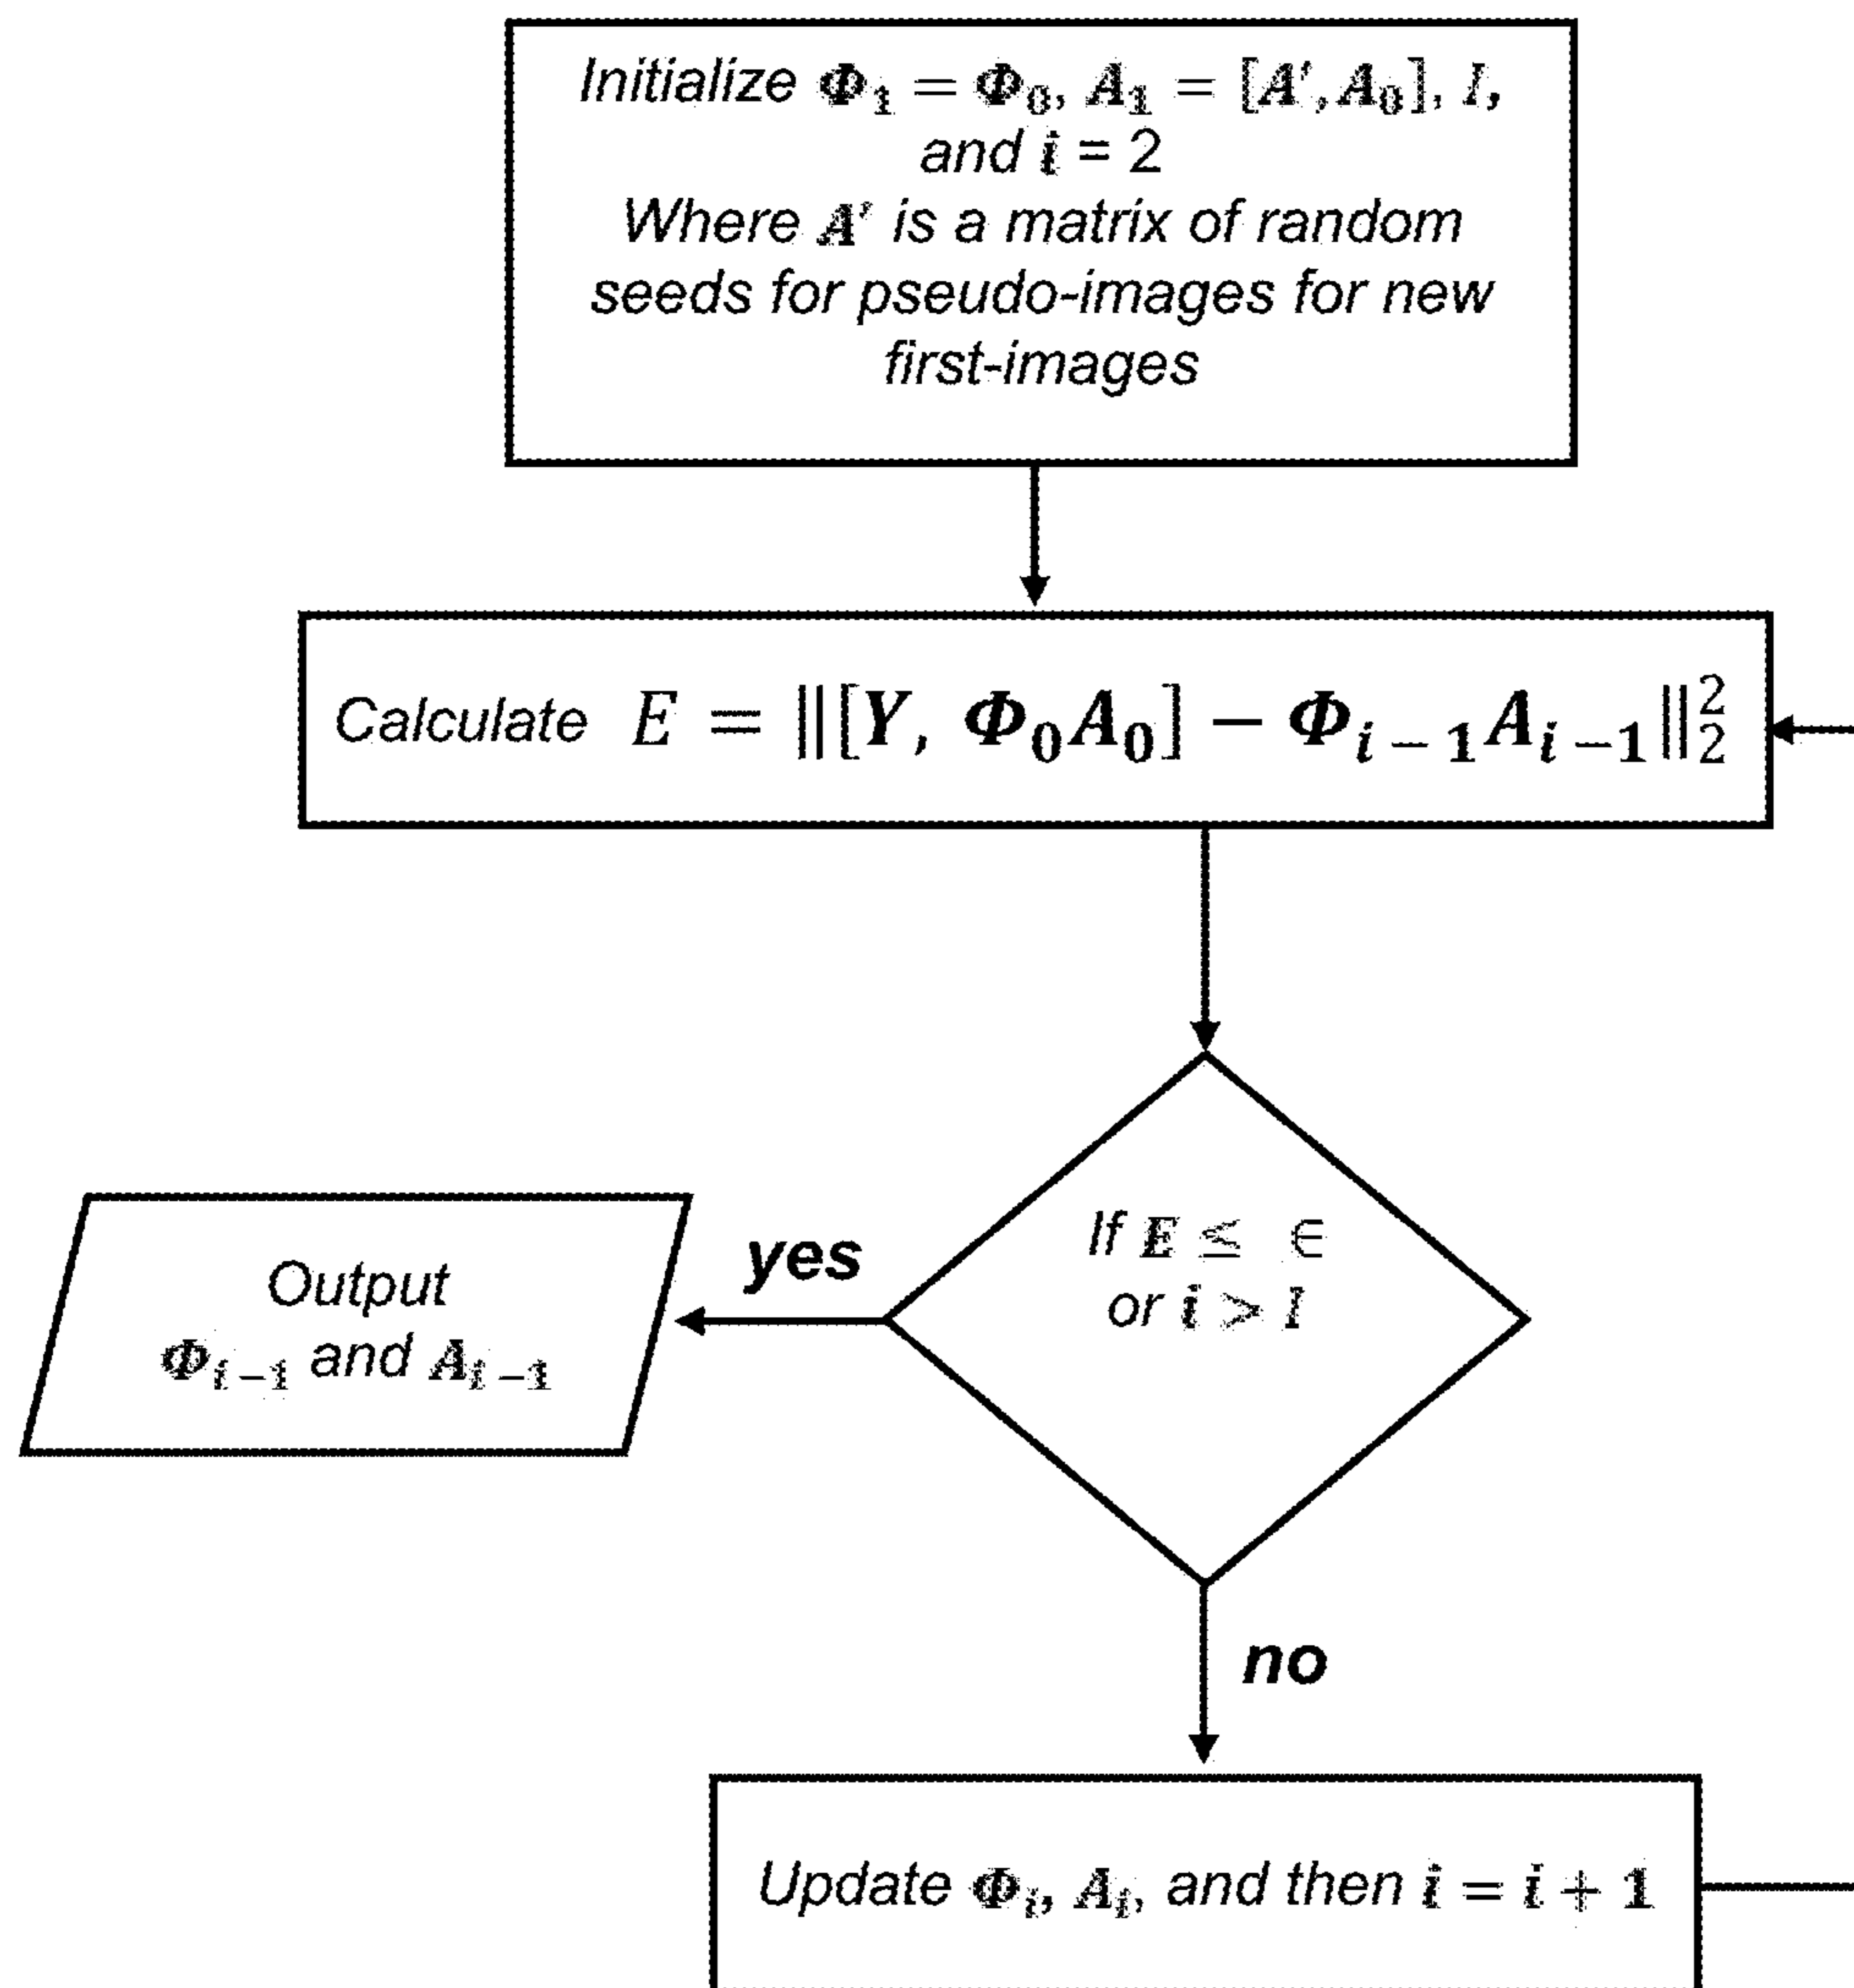 Initialize Φ₁ = Φ₀, A₁ = [A', A₀], I,
and i = 2
Where A' is a matrix of random
seeds for pseudo-images for new
first-images
Calculate E = ‖[Y, Φ₀A₀] − Φᵢ₋₁Aᵢ₋₁‖₂²
If E ≤ ∈
or i > I
yes
Output
Φᵢ₋₁ and Aᵢ₋₁
no
Update Φᵢ, Aᵢ, and then i = i + 1